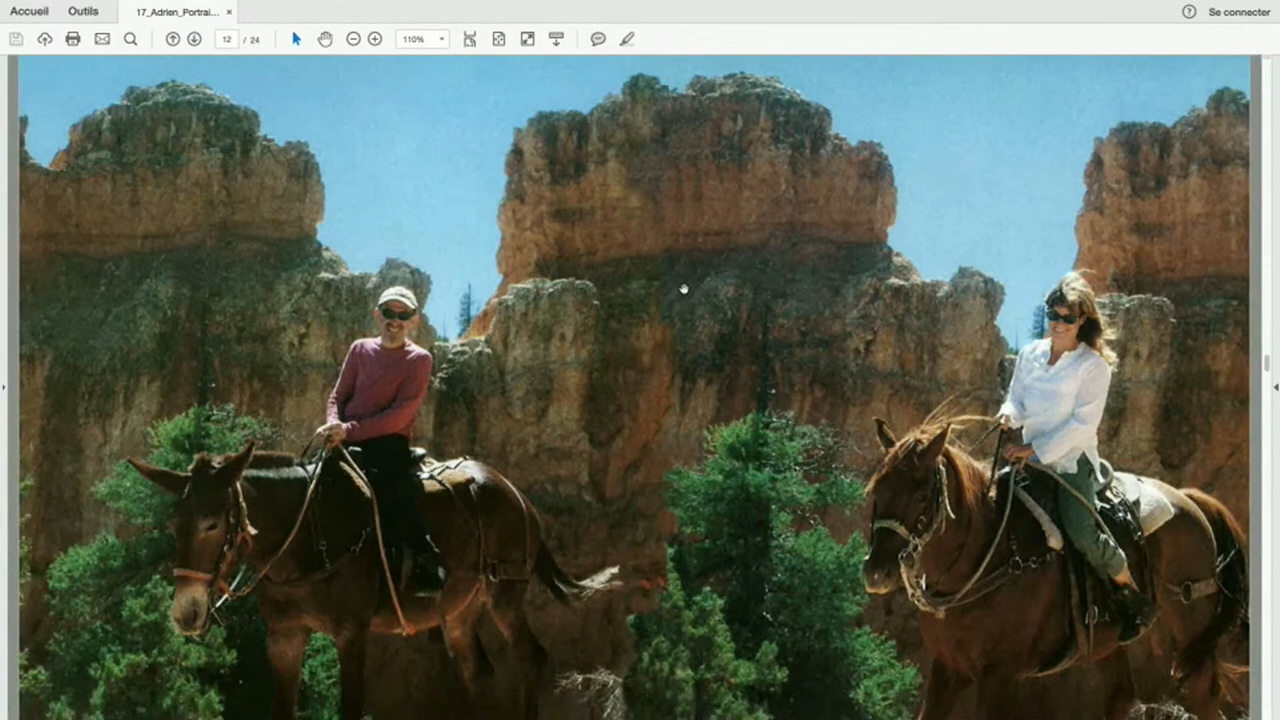 Accueil Outils 17_Adrien_Portrai... × ? Se connecter
12 / 24 110%